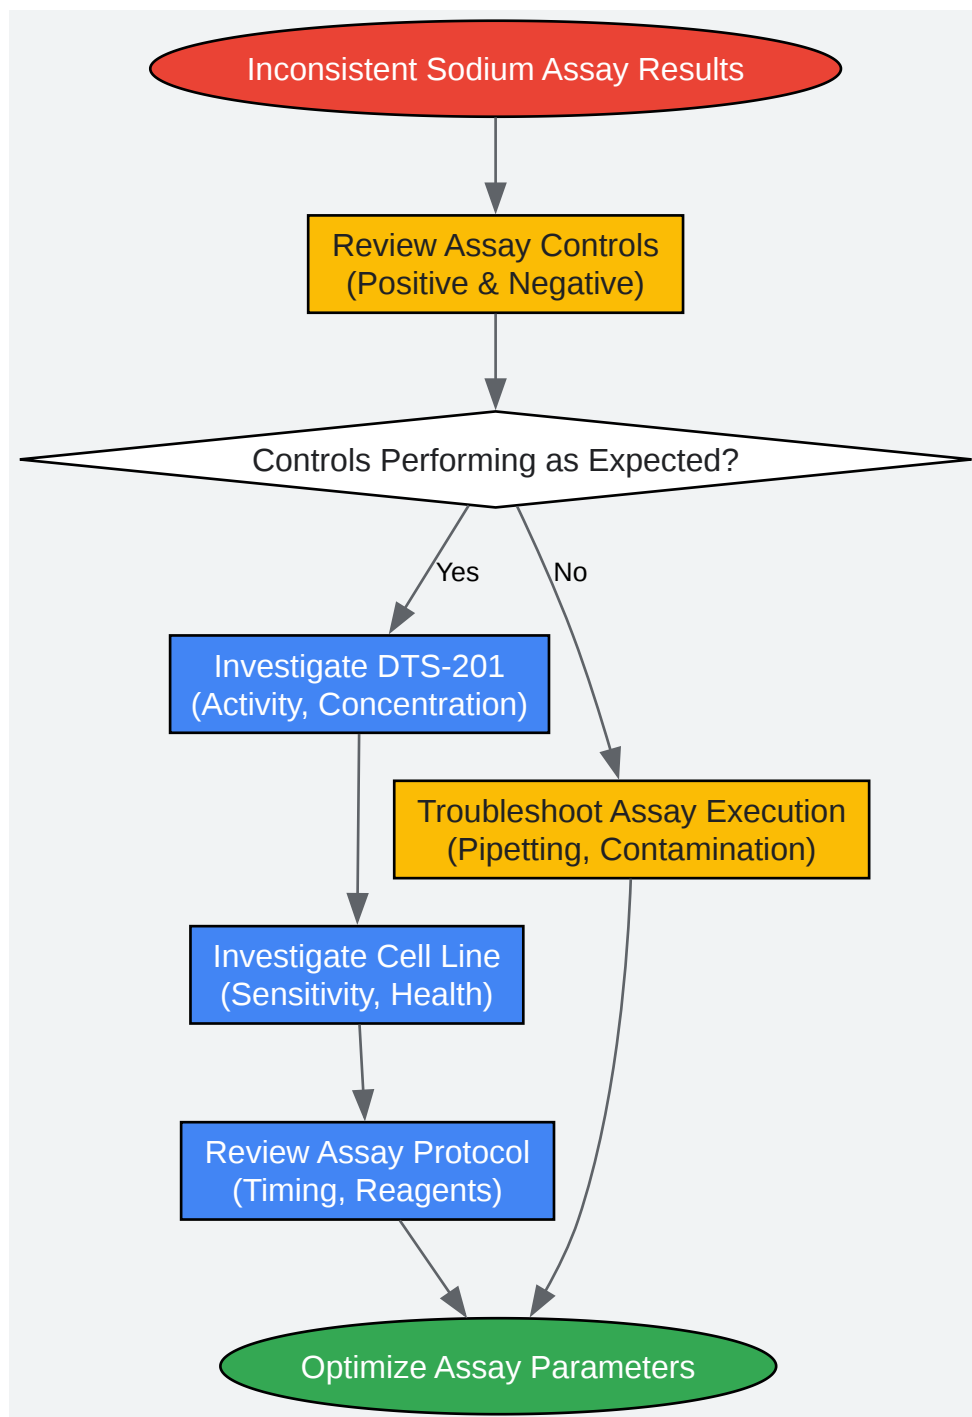 Inconsistent Sodium Assay Results
Review Assay Controls
(Positive & Negative)
Controls Performing as Expected?
Yes
No
Investigate DTS-201
(Activity, Concentration)
Troubleshoot Assay Execution
(Pipetting, Contamination)
Investigate Cell Line
(Sensitivity, Health)
Review Assay Protocol
(Timing, Reagents)
Optimize Assay Parameters